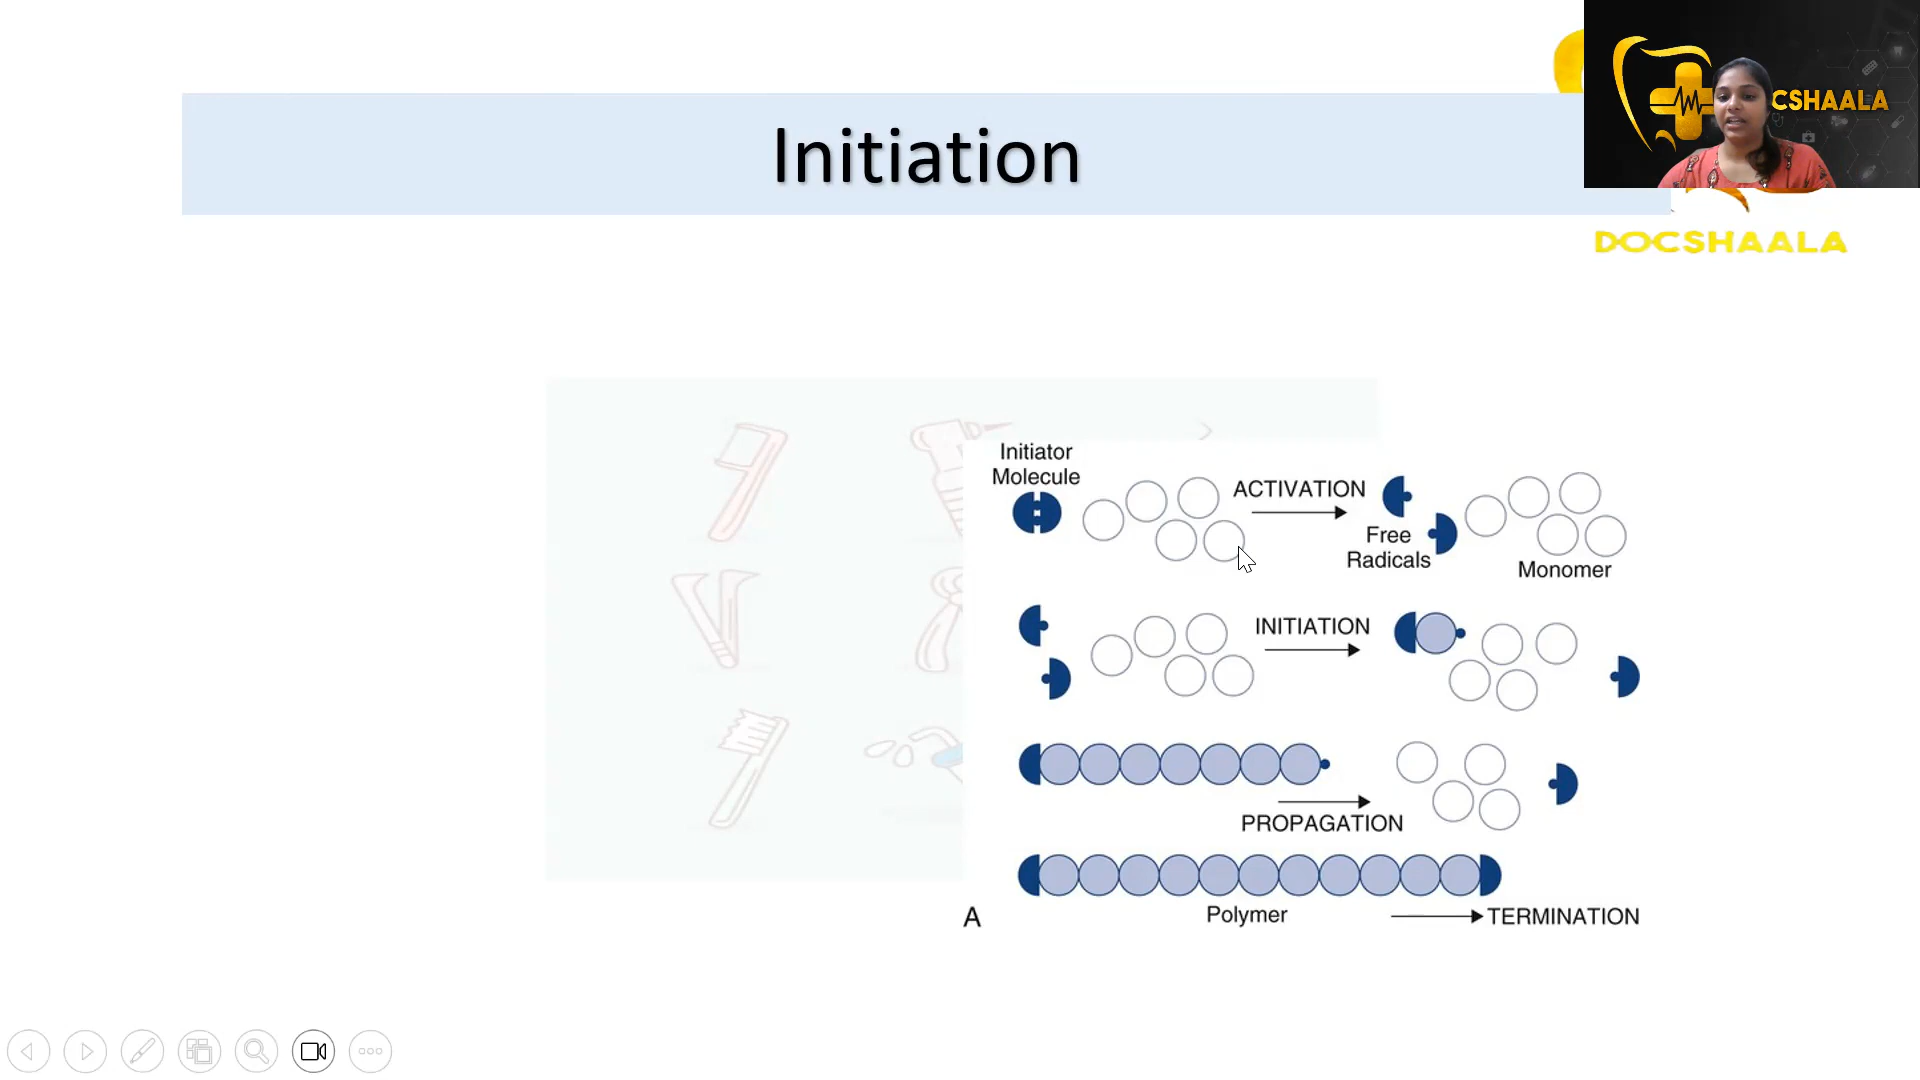 Initiation
CSHAALA
DOCSHAALA
Initiator
Molecule
ACTIVATION
Free
Radicals
Monomer
INITIATION
PROPAGATION
Polymer
TERMINATION
A